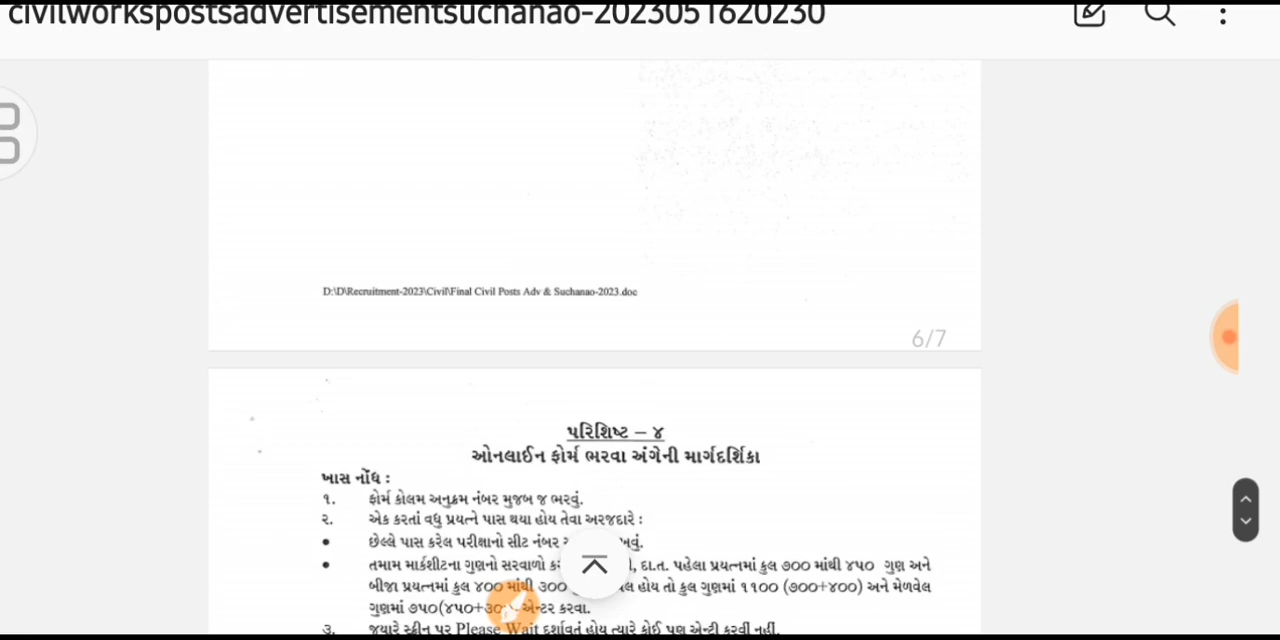 civilworkspostsadvertisementsuchanao-2023051620230
D:\D\Recruitment-2023\Civil\Final Civil Posts Adv & Suchanao-2023.doc
6/7
પરિશિષ્ટ – ૪
ઓનલાઈન ફોર્મ ભરવા અંગેની માર્ગદર્શિકા
ખાસ નોંધ :
૧. ફોર્મ કોલમ અનુક્રમ નંબર મુજબ જ ભરવું.
૨. એક કરતાં વધુ પ્રયત્ને પાસ થયા હોય તેવા અરજદારે :
• છેલ્લે પાસ કરેલ પરીક્ષાનો સીટ નંબર
• તમામ માર્કશીટના ગુણનો સરવાળો દા.ત. પહેલા પ્રયત્નમાં કુલ ૭૦૦ માંથી ૪૫૦ ગુણ અને
બીજા પ્રયત્નમાં કુલ ૪૦૦ માંથી ૩૦૦ હોય તો કુલ ગુણમાં ૧૧૦૦ (૭૦૦+૪૦૦) અને મેળવેલ
ગુણમાં ૭૫૦(૪૫૦+૩૦ એન્ટર કરવા.
૩. જ્યારે સ્ક્રીન પર Please Wait દર્શાવતું હોય ત્યારે કોઈ પણ એન્ટ્રી કરવી નહીં.